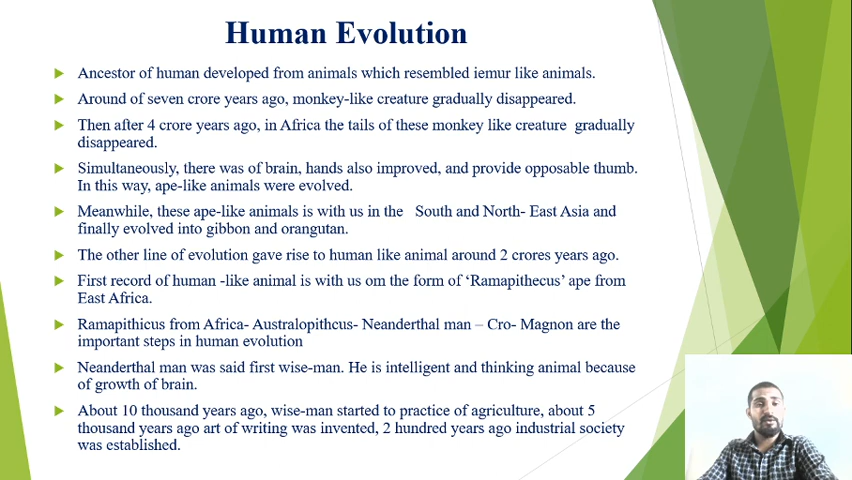 Human Evolution
Ancestor of human developed from animals which resembled iemur like animals.
Around of seven crore years ago, monkey-like creature gradually disappeared.
Then after 4 crore years ago, in Africa the tails of these monkey like creature gradually
disappeared.
Simultaneously, there was of brain, hands also improved, and provide opposable thumb.
In this way, ape-like animals were evolved.
Meanwhile, these ape-like animals is with us in the South and North- East Asia and
finally evolved into gibbon and orangutan.
The other line of evolution gave rise to human like animal around 2 crores years ago.
First record of human -like animal is with us om the form of ‘Ramapithecus’ ape from
East Africa.
Ramapithicus from Africa- Australopithcus- Neanderthal man – Cro- Magnon are the
important steps in human evolution
Neanderthal man was said first wise-man. He is intelligent and thinking animal because
of growth of brain.
About 10 thousand years ago, wise-man started to practice of agriculture, about 5
thousand years ago art of writing was invented, 2 hundred years ago industrial society
was established.